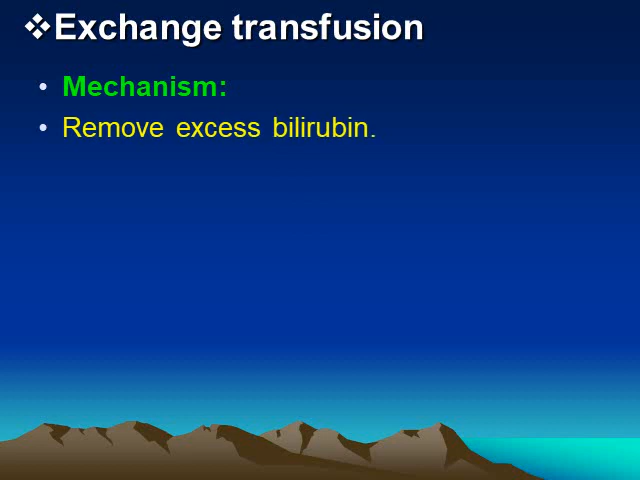 ❖Exchange transfusion
• Mechanism:
• Remove excess bilirubin.